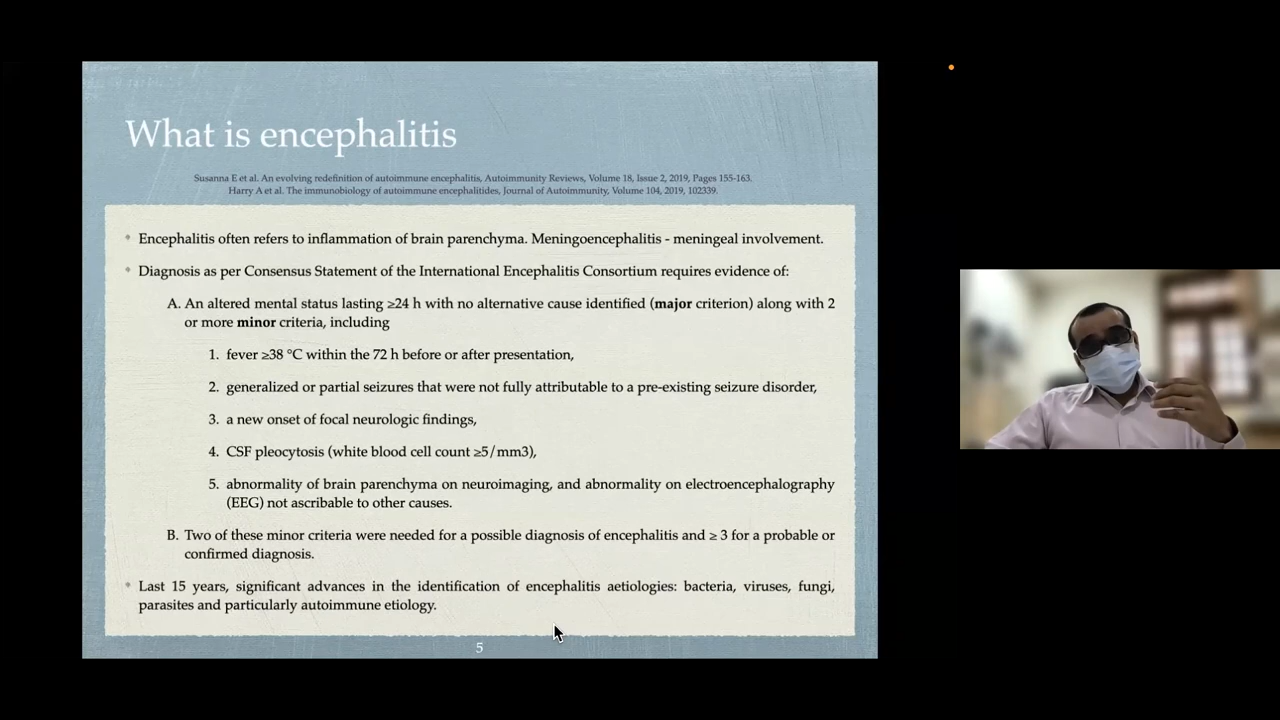 What is encephalitis
Susanna E et al. An evolving redefinition of autoimmune encephalitis, Autoimmunity Reviews, Volume 18, Issue 2, 2019, Pages 155-163.
Harry A et al. The immunobiology of autoimmune encephalitides, Journal of Autoimmunity, Volume 104, 2019, 102339.
* Encephalitis often refers to inflammation of brain parenchyma. Meningoencephalitis - meningeal involvement.
* Diagnosis as per Consensus Statement of the International Encephalitis Consortium requires evidence of:
A. An altered mental status lasting ≥24 h with no alternative cause identified (major criterion) along with 2
or more minor criteria, including
1. fever ≥38 °C within the 72 h before or after presentation,
2. generalized or partial seizures that were not fully attributable to a pre-existing seizure disorder,
3. a new onset of focal neurologic findings,
4. CSF pleocytosis (white blood cell count ≥5/mm3),
5. abnormality of brain parenchyma on neuroimaging, and abnormality on electroencephalography
(EEG) not ascribable to other causes.
B. Two of these minor criteria were needed for a possible diagnosis of encephalitis and ≥ 3 for a probable or
confirmed diagnosis.
* Last 15 years, significant advances in the identification of encephalitis aetiologies: bacteria, viruses, fungi,
parasites and particularly autoimmune etiology.
5